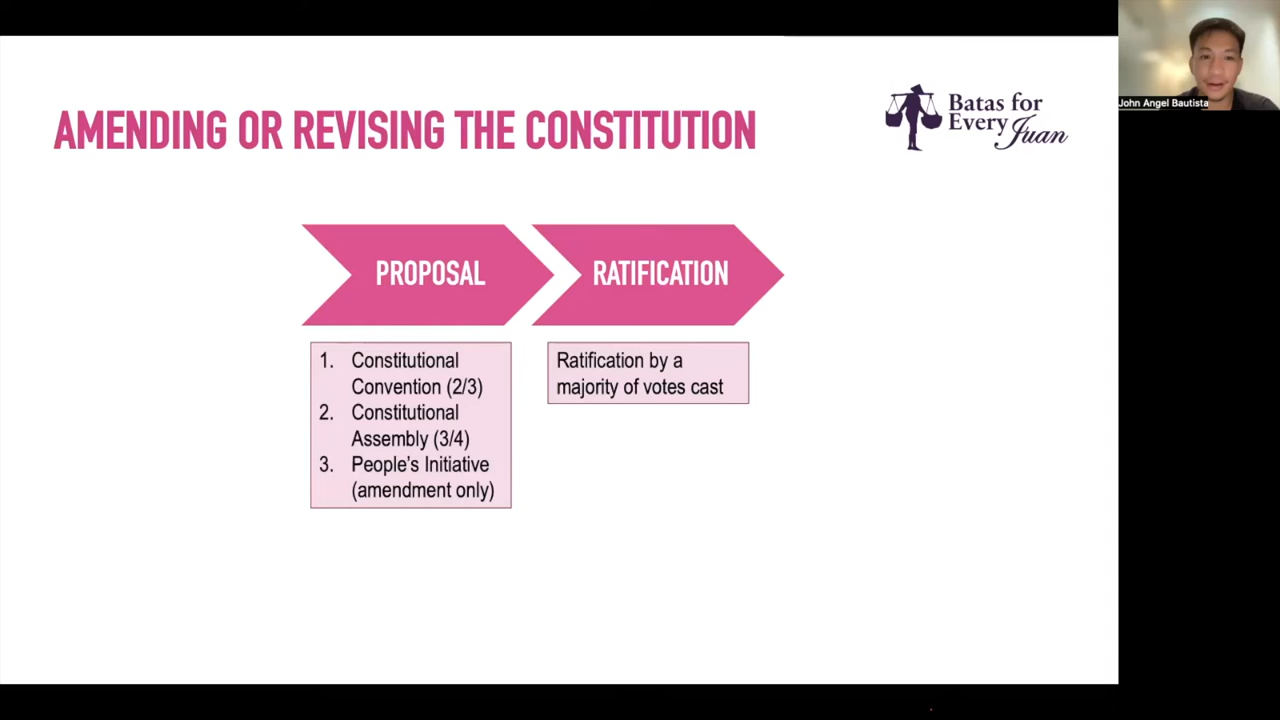 AMENDING OR REVISING THE CONSTITUTION
Batas for
Every Juan
John Angel Bautista
PROPOSAL
RATIFICATION
1. Constitutional
Convention (2/3)
2. Constitutional
Assembly (3/4)
3. People's Initiative
(amendment only)
Ratification by a
majority of votes cast